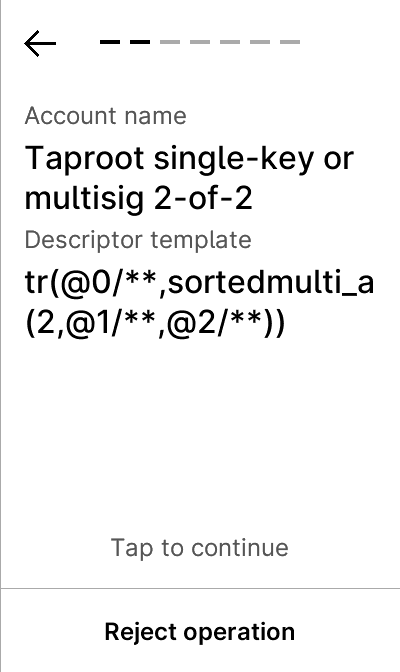 Account name
Taproot single-key or
multisig 2-of-2
Descriptor template
tr(@0/**,sortedmulti_a
(2,@1/**,@2/**))
Tap to continue
Reject operation